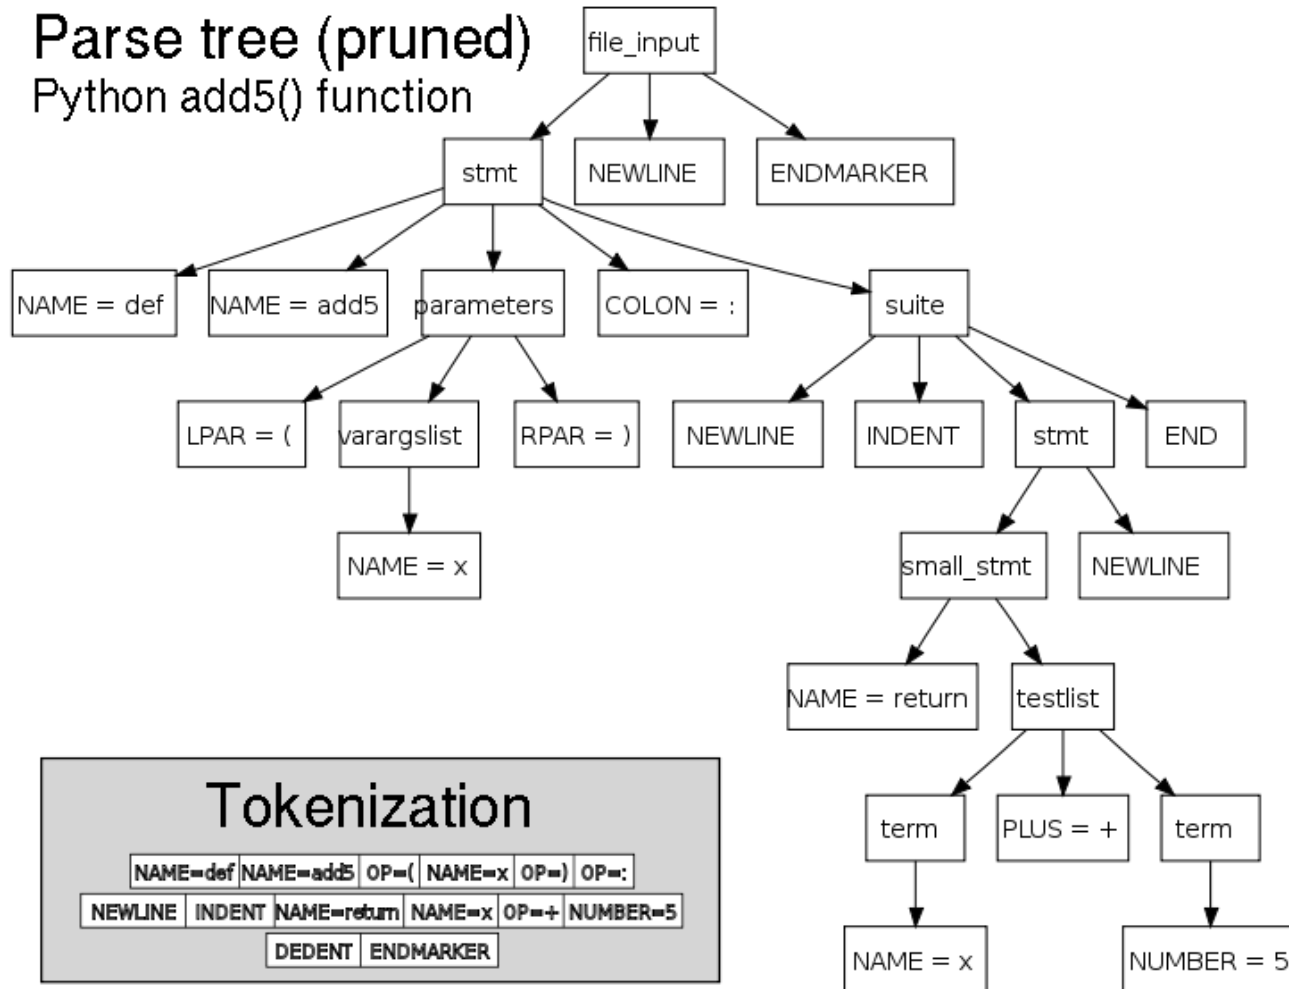 Parse tree (pruned)
Python add5() function
file_input
stmt
NEWLINE
ENDMARKER
NAME = def
NAME = add5
parameters
COLON = :
suite
LPAR = (
varargslist
RPAR = )
NEWLINE
INDENT
stmt
END
NAME = x
small_stmt
NEWLINE
NAME = return
testlist
term
PLUS = +
term
NAME = x
NUMBER = 5
Tokenization
NAME=def NAME=add5 OP=( NAME=x OP=) OP=:
NEWLINE INDENT NAME=return NAME=x OP=+ NUMBER=5
DEDENT ENDMARKER